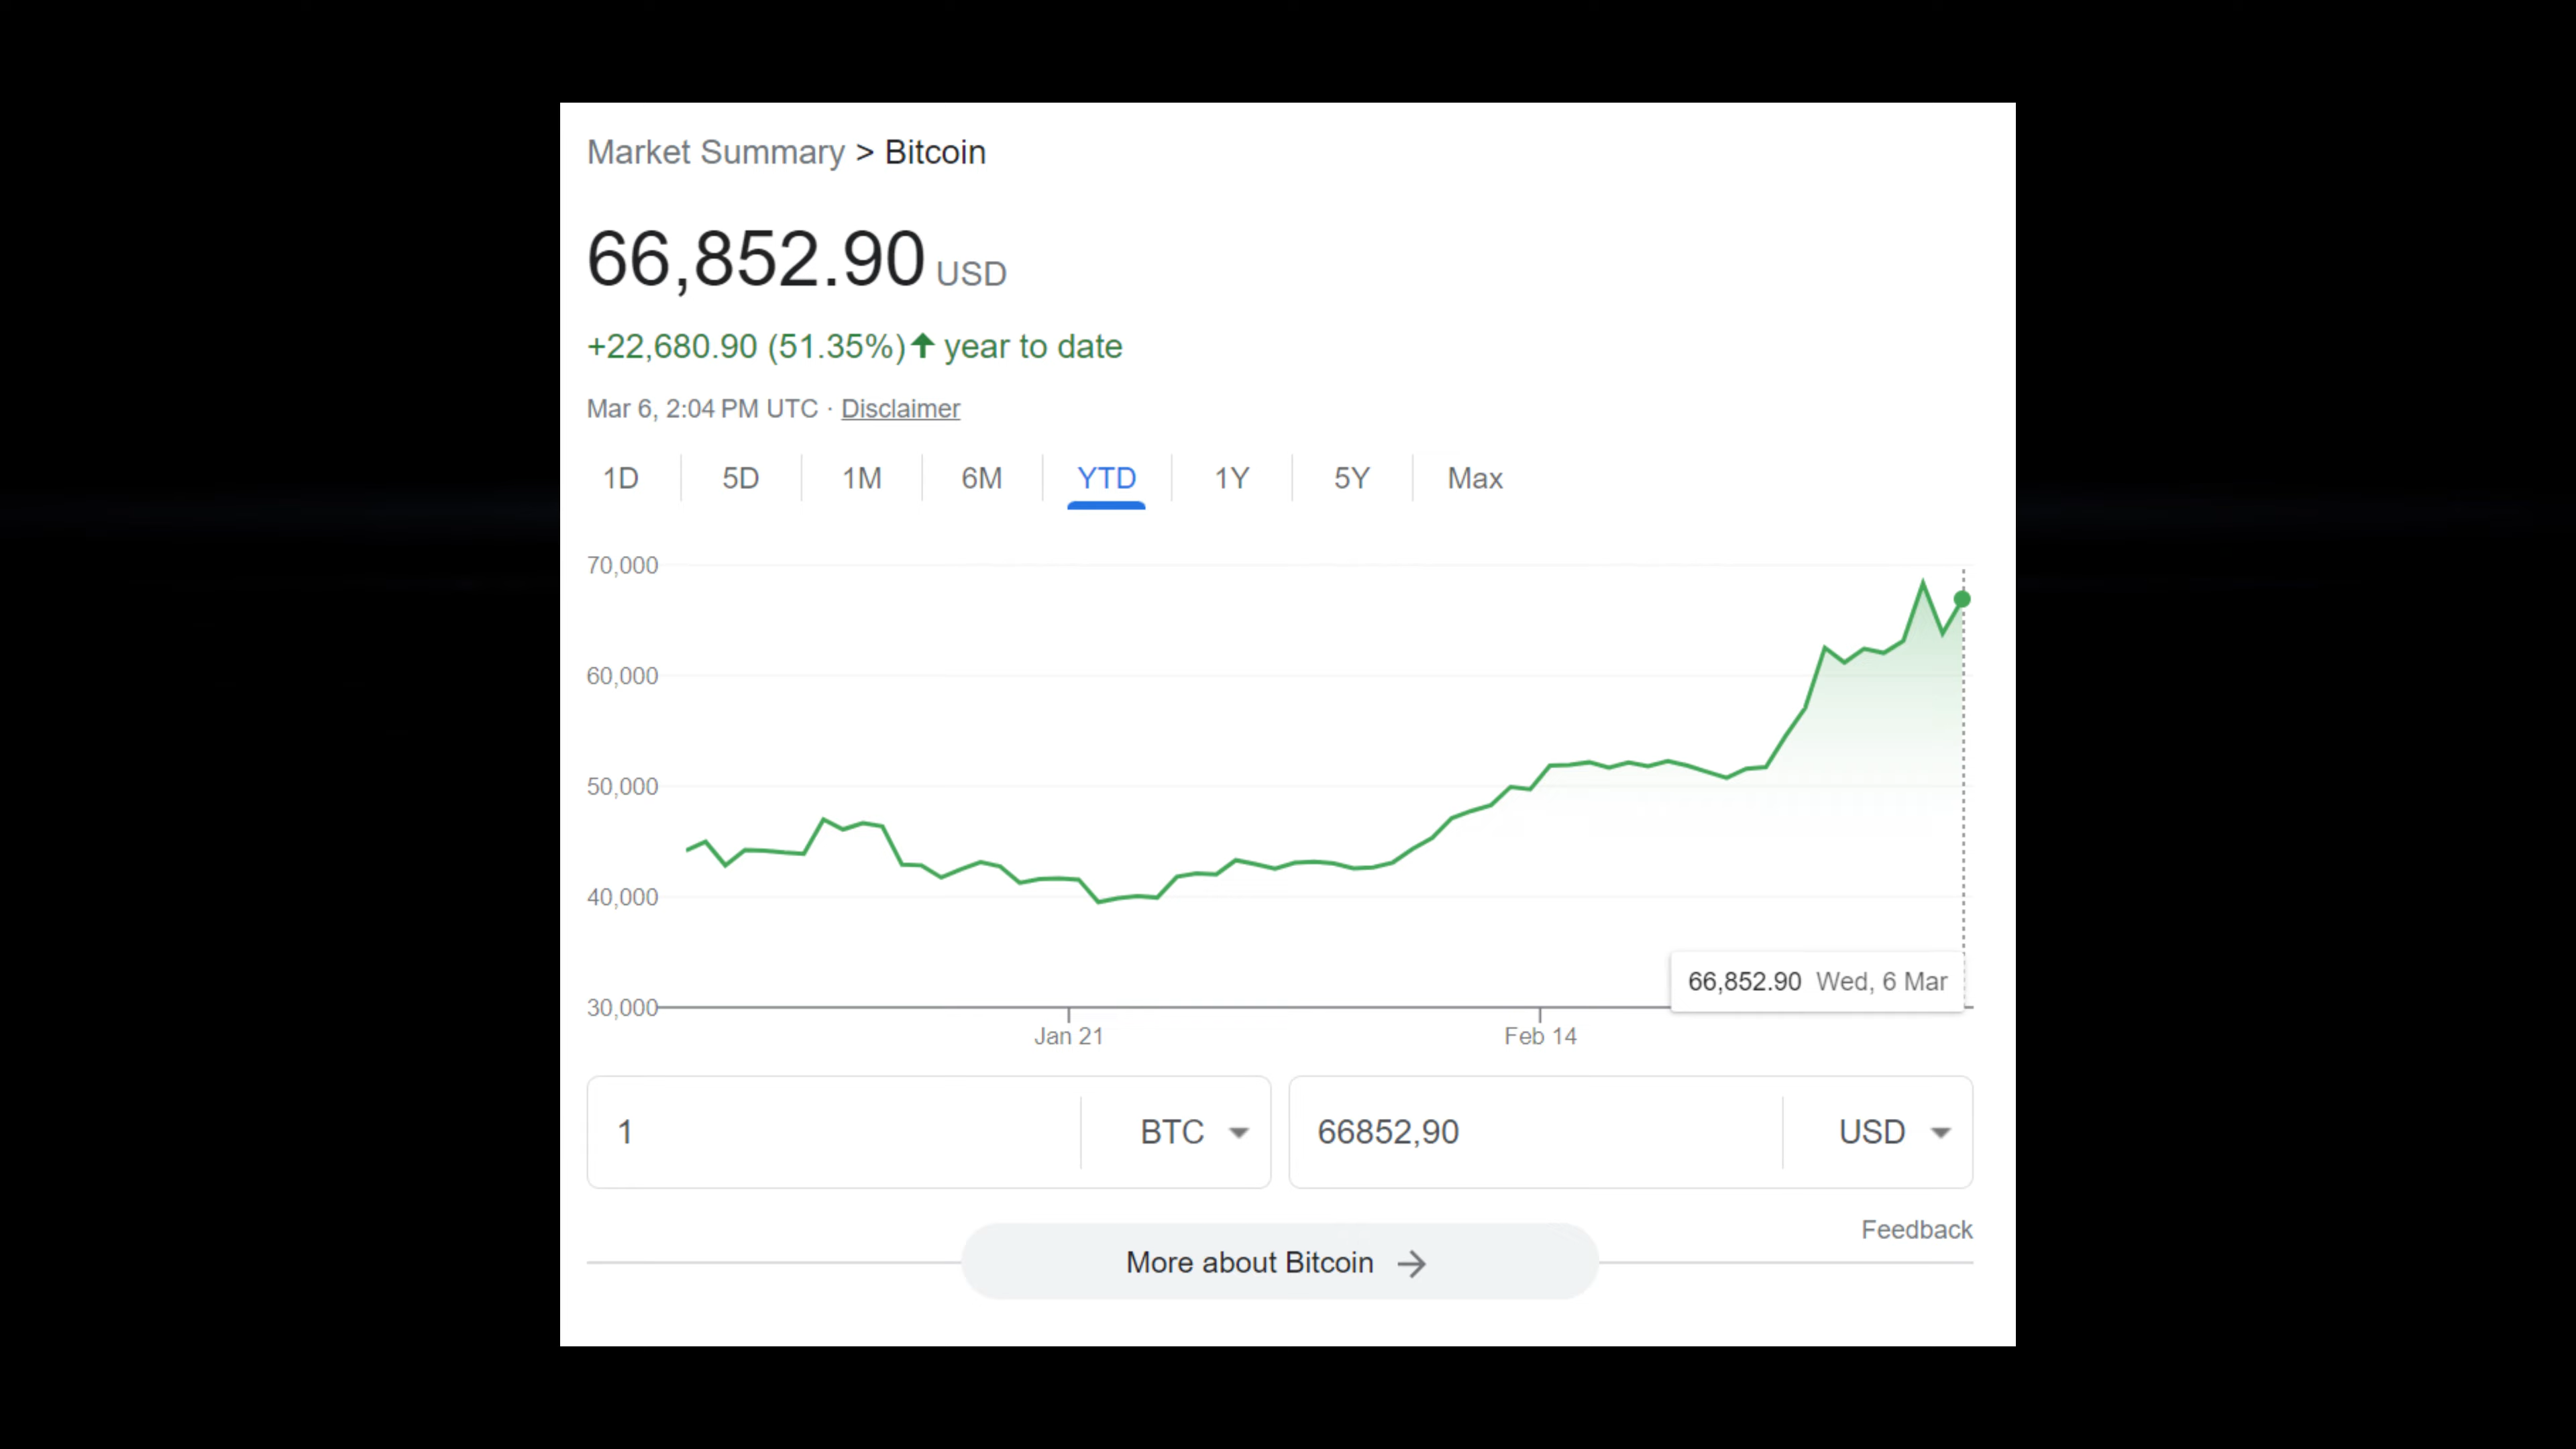 Market Summary > Bitcoin
66,852.90 USD
+22,680.90 (51.35%) ↑ year to date
Mar 6, 2:04 PM UTC · Disclaimer
1D 5D 1M 6M YTD 1Y 5Y Max
70,000
60,000
50,000
40,000
30,000
66,852.90 Wed, 6 Mar
Jan 21 Feb 14
1 BTC 66852,90 USD
Feedback
More about Bitcoin →